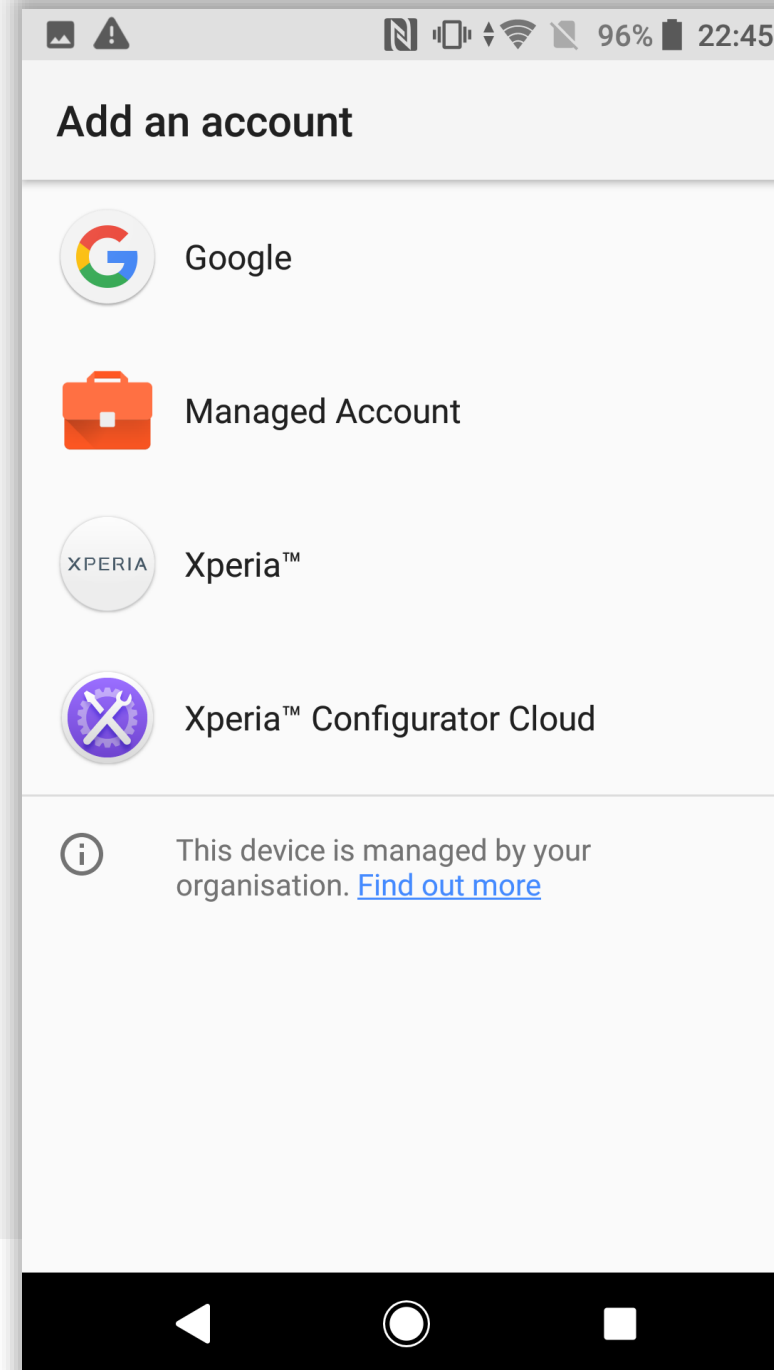 96% 22:45
Add an account
Google
Managed Account
XPERIA
Xperia™
Xperia™ Configurator Cloud
This device is managed by your
organisation. Find out more